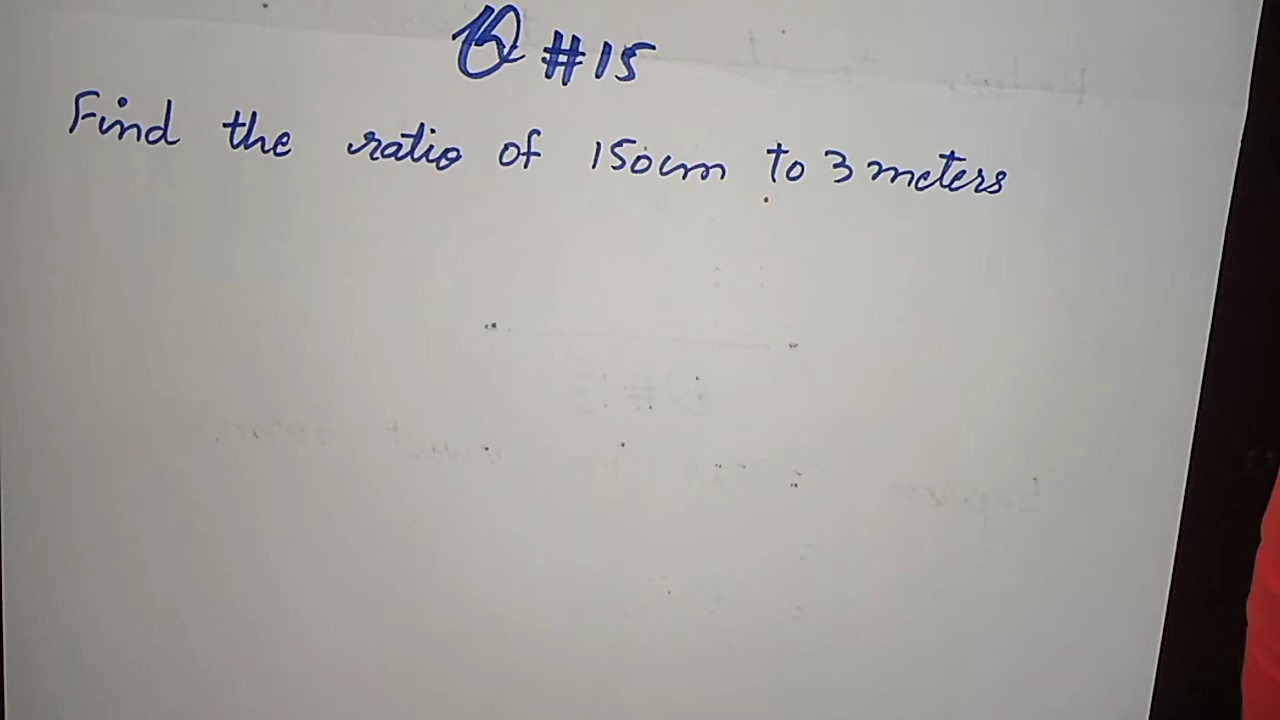 Q #15
Find the ratio of 150cm to 3 meters